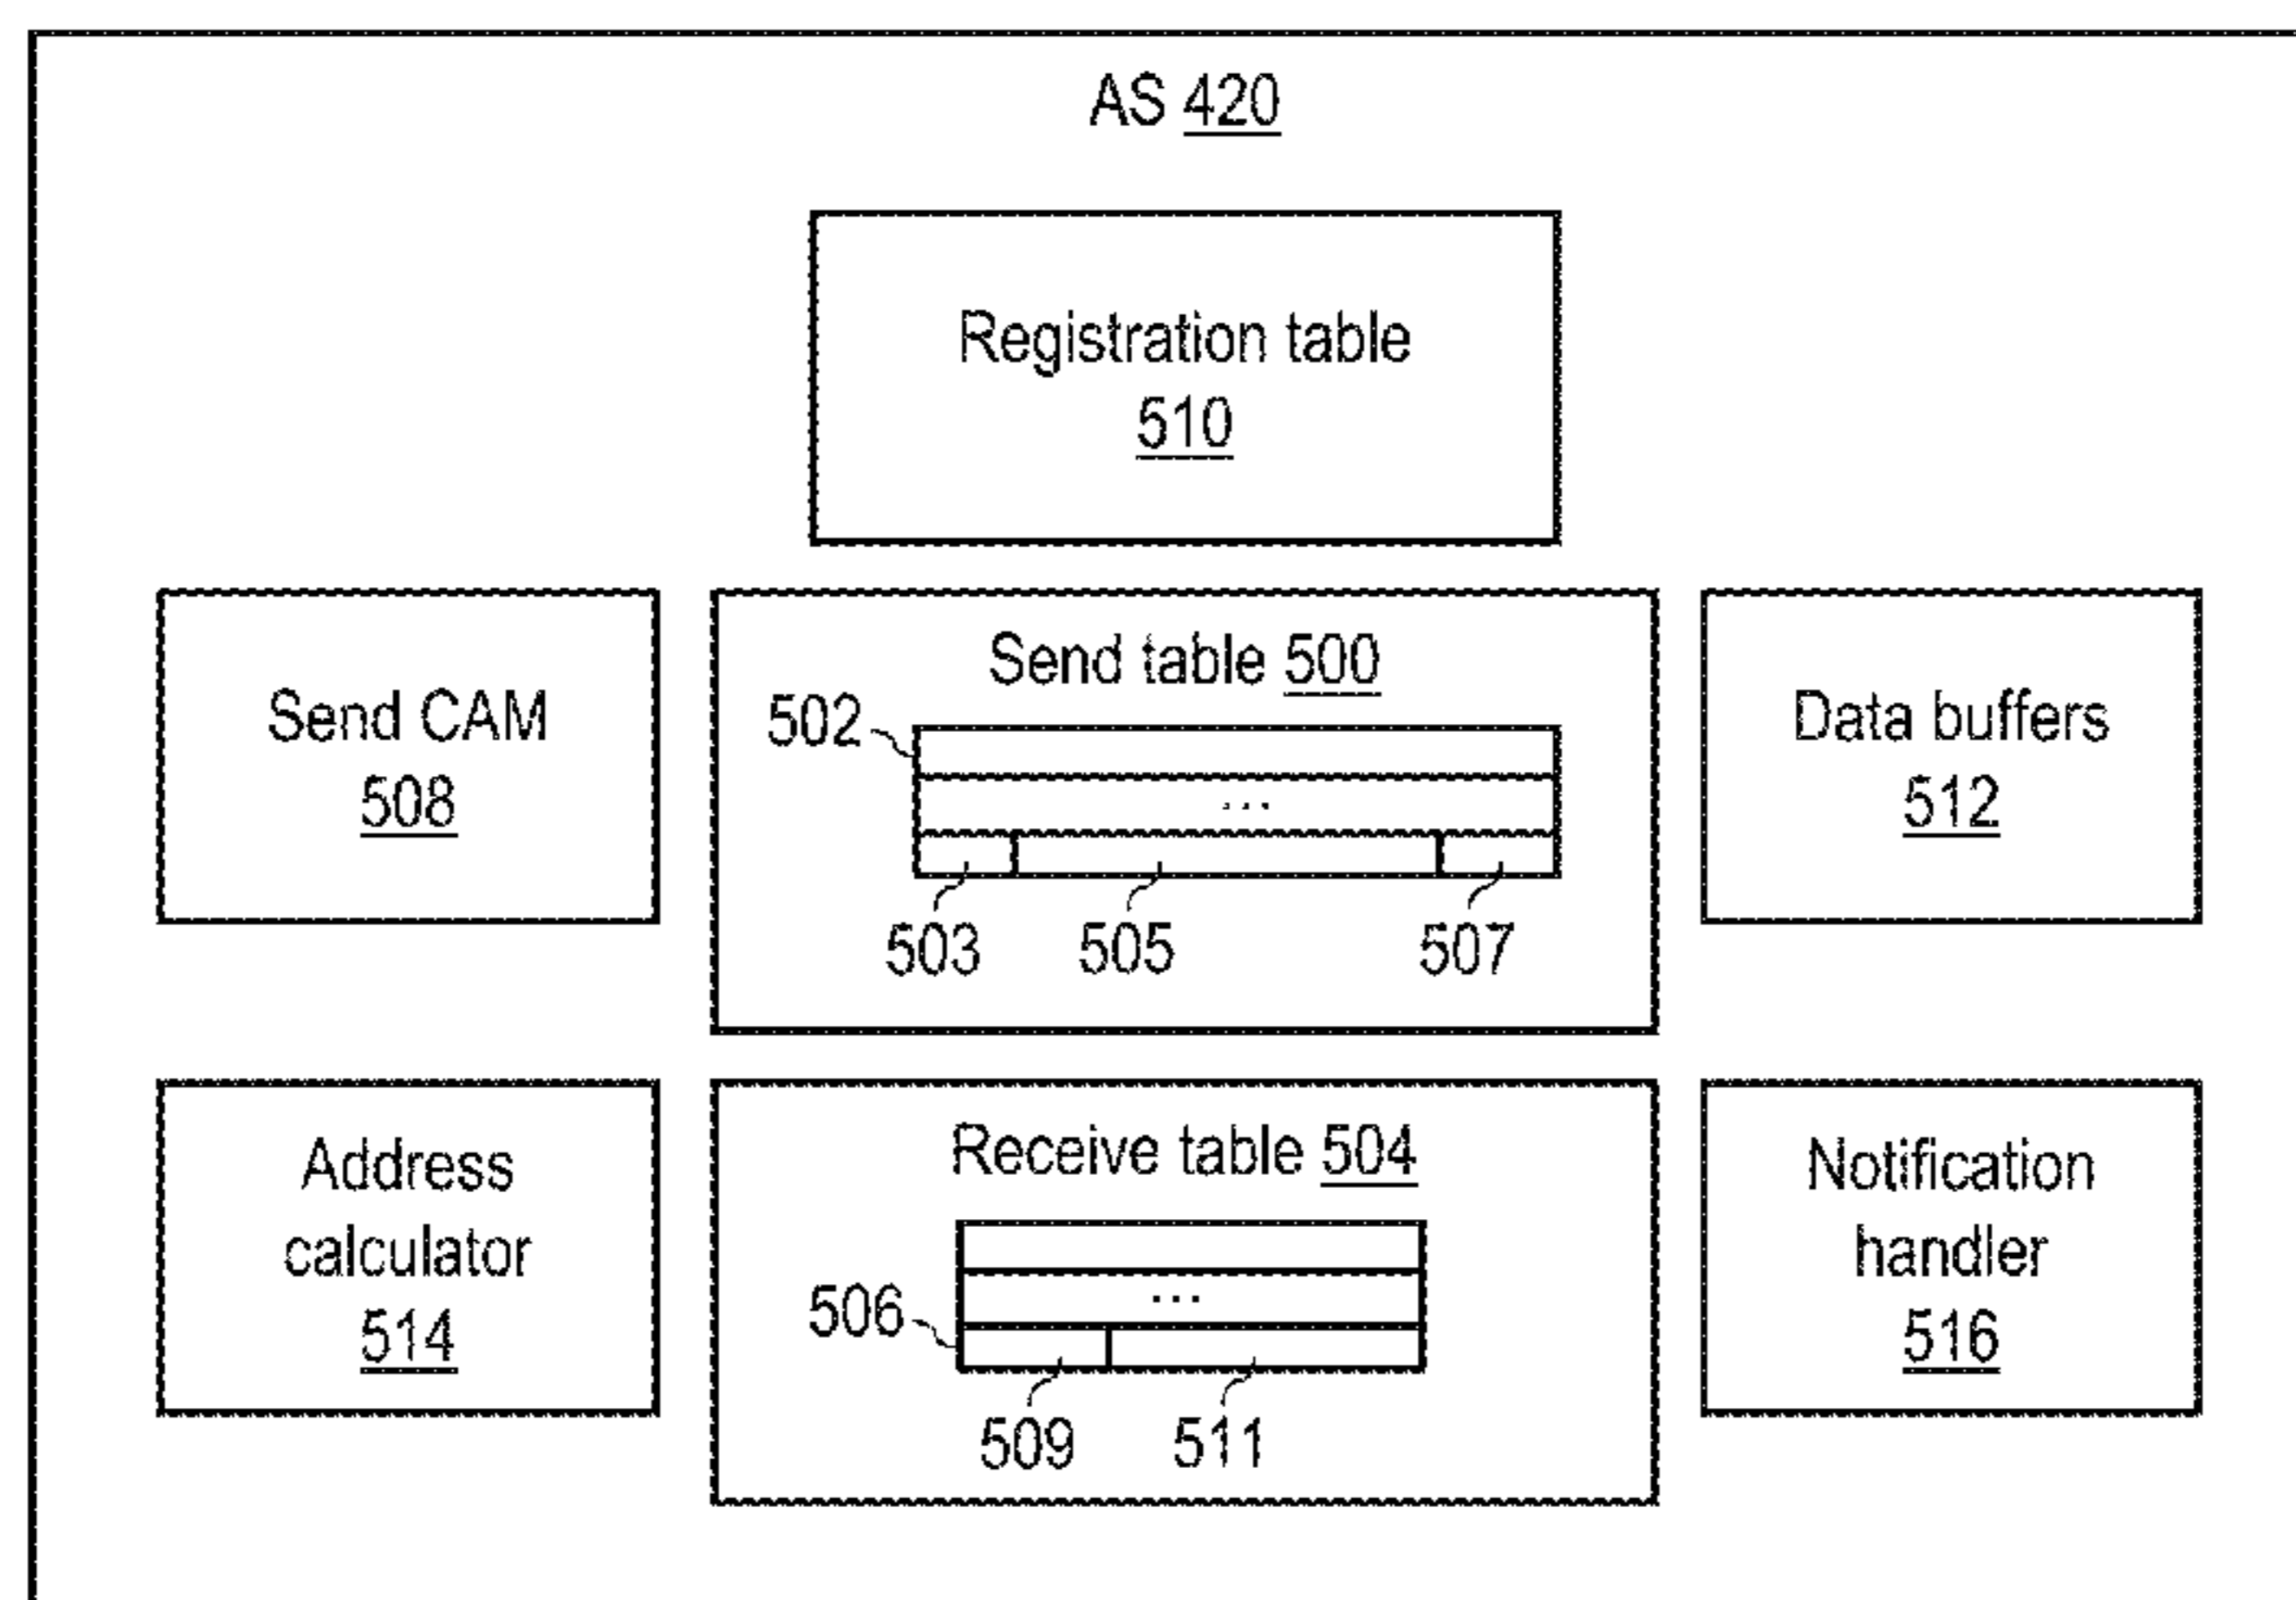 AS 420
Registration table
510
Send CAM
508
Send table 500
502
...
503 505 507
Data buffers
512
Address
calculator
514
Receive table 504
...
506
509 511
Notification
handler
516